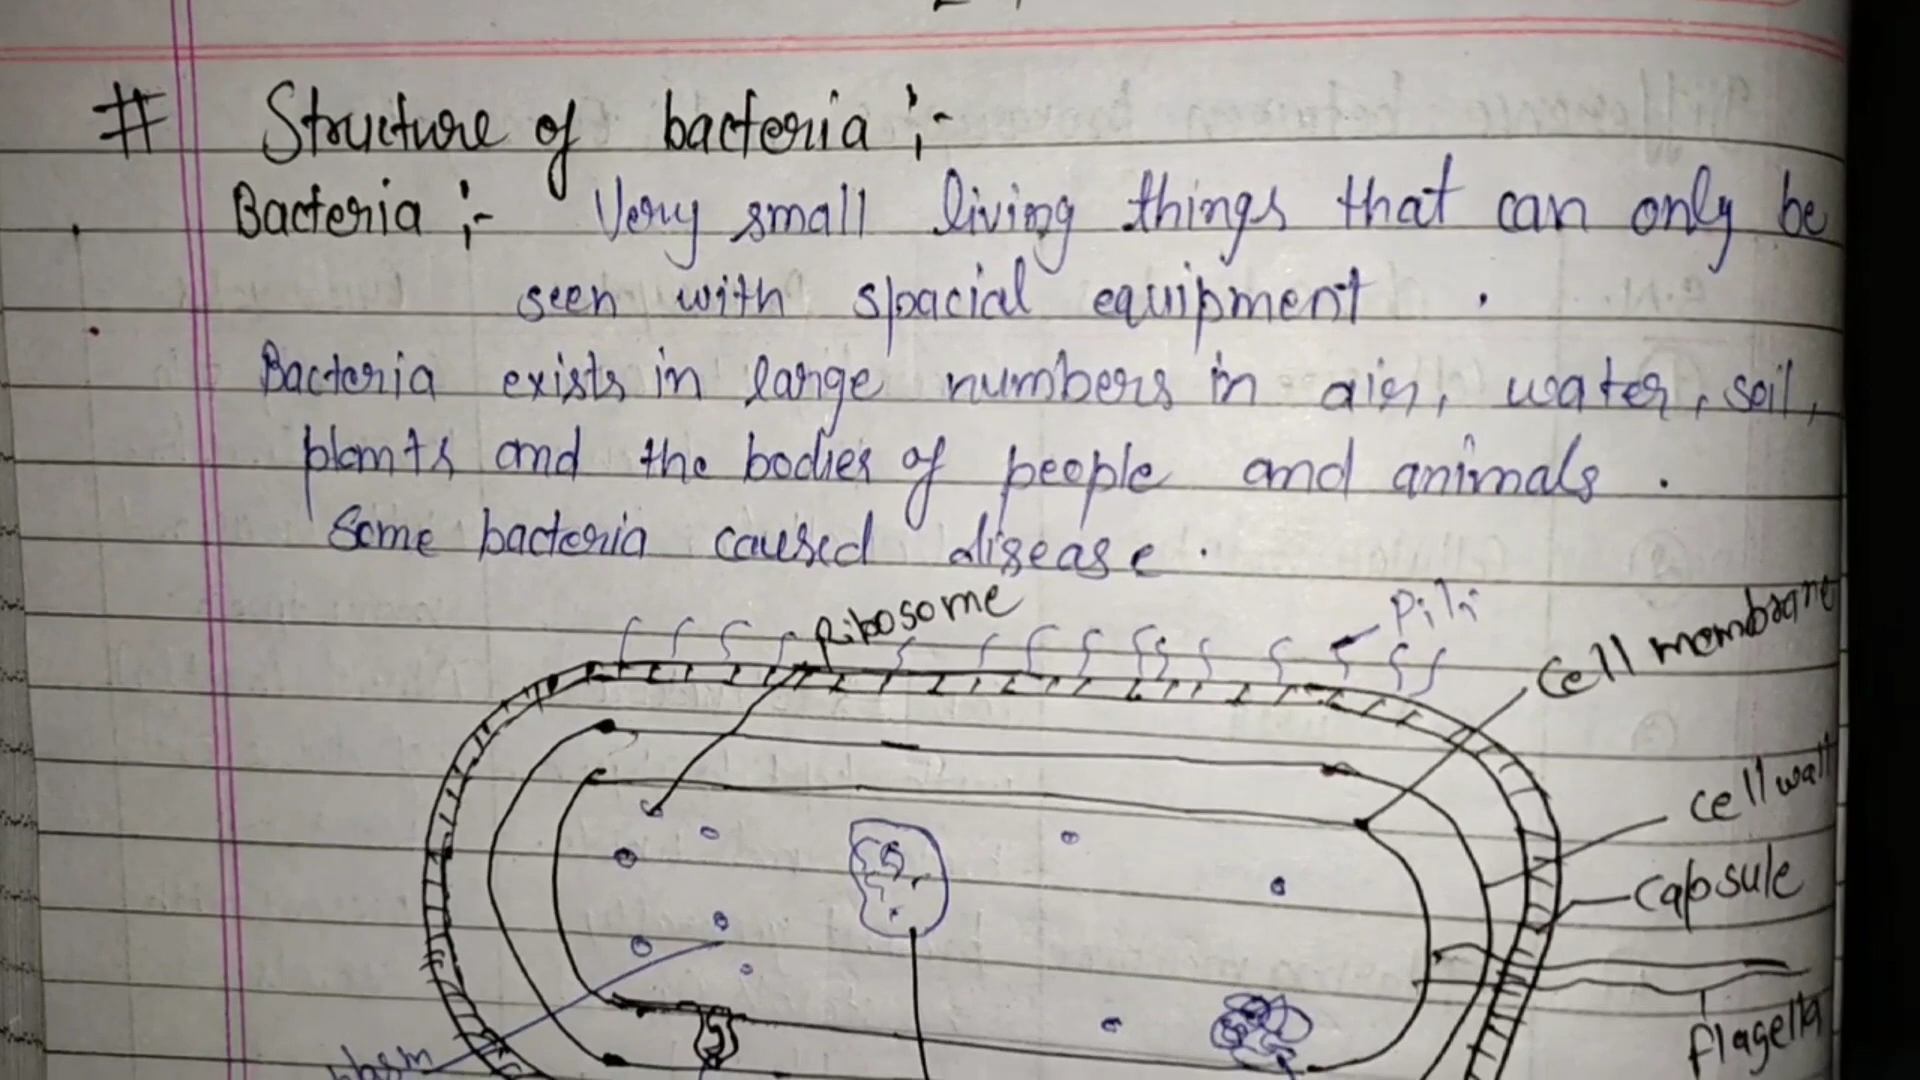 # Structure of bacteria ;-
Bacteria ;- Very small living things that can only be
seen with spacial equipment .
Bacteria exists in large numbers in air, water, soil,
plants and the bodies of people and animals .
Some bacteria caused disease .
Ribosome
Pili
cell membrane
cell wall
capsule
flagella